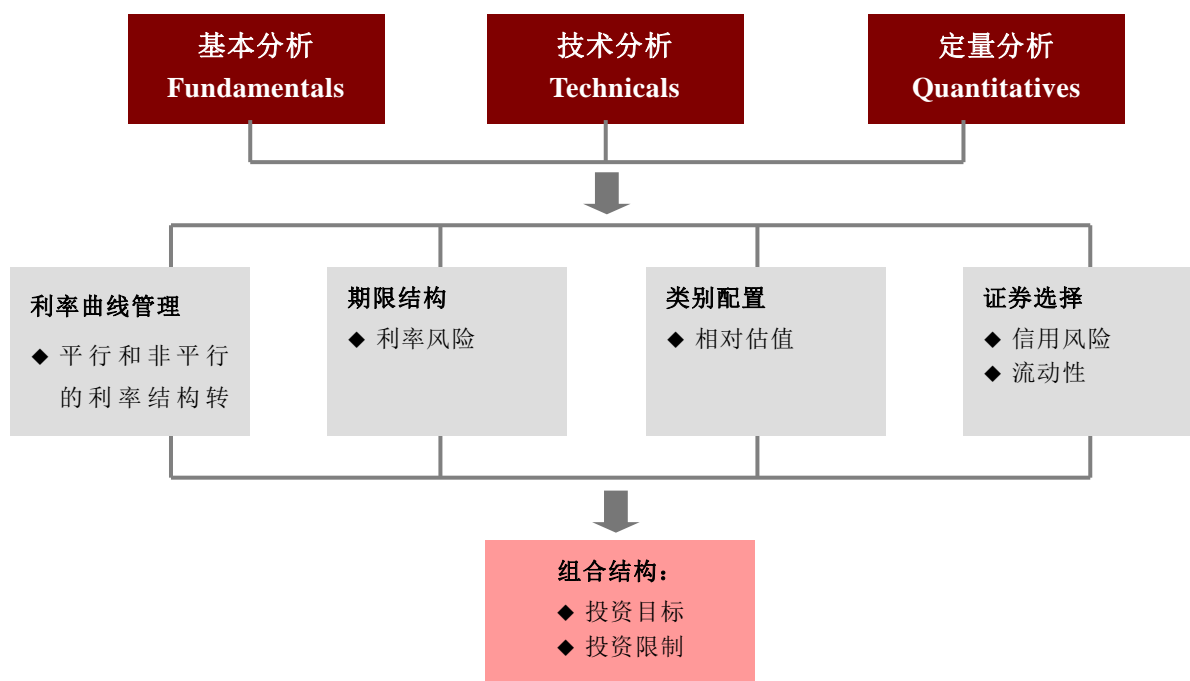 基本分析
Fundamentals
技术分析
Technicals
定量分析
Quantitatives
利率曲线管理
◆ 平行和非平行
的利率结构转
期限结构
◆ 利率风险
类别配置
◆ 相对估值
证券选择
◆ 信用风险
◆ 流动性
组合结构：
◆ 投资目标
◆ 投资限制